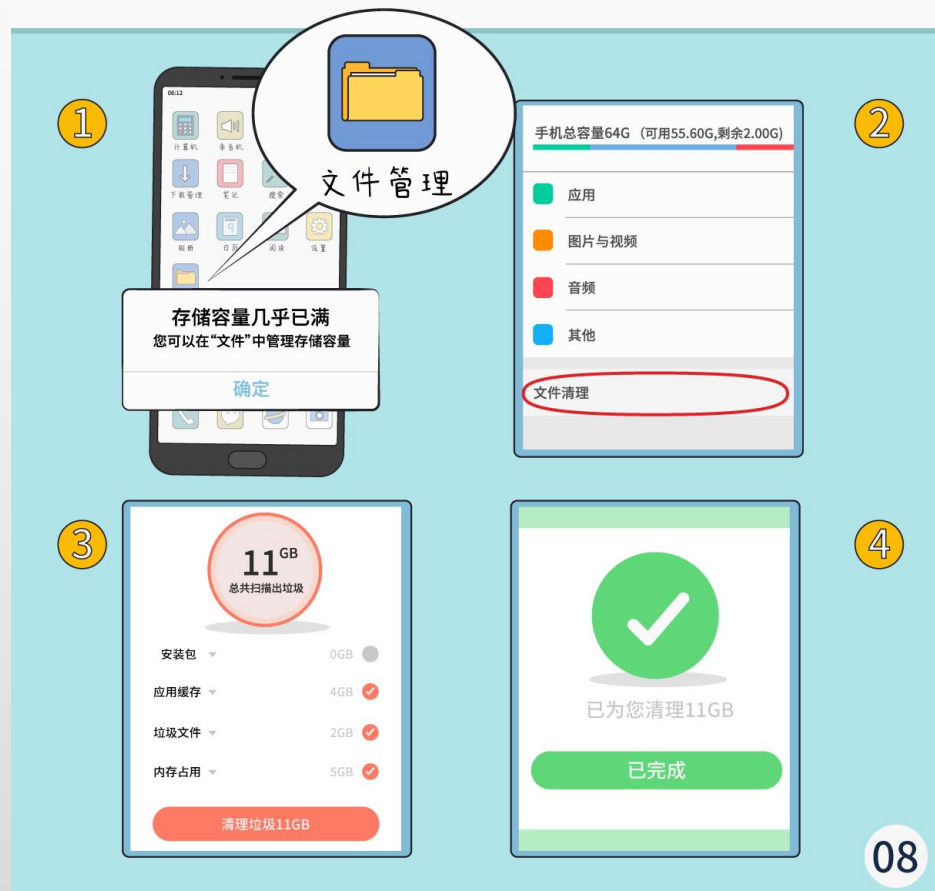 ①
06:12
计算机
录音机
下载管理
笔记
搜索
相册
日历
阅读
设置
文件管理
存储容量几乎已满
您可以在“文件”中管理存储容量
确定
②
手机总容量64G（可用55.60G,剩余2.00G)
应用
图片与视频
音频
其他
文件清理
③
11GB
总共扫描出垃圾
安装包 0GB
应用缓存 4GB
垃圾文件 2GB
内存占用 5GB
清理垃圾11GB
④
已为您清理11GB
已完成
08